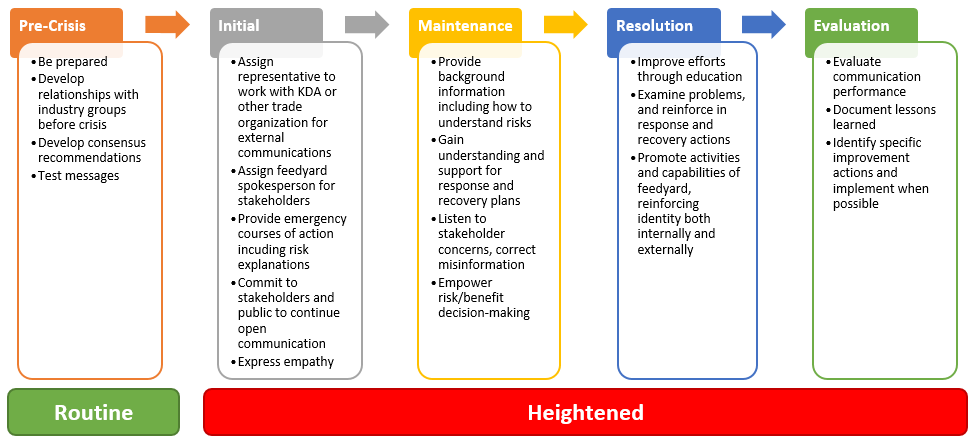 Pre-Crisis
•Be prepared
•Develop
relationships with
industry groups
before crisis
•Develop consensus
recommendations
•Test messages
Initial
•Assign
representative to
work with KDA or
other trade
organization for
external
communications
•Assign feedyard
spokesperson for
stakeholders
•Provide emergency
courses of action
incuding risk
explanations
•Commit to
stakeholders and
public to continue
open
communication
•Express empathy
Maintenance
•Provide
background
information
including how to
understand risks
•Gain
understanding and
support for
response and
recovery plans
•Listen to
stakeholder
concerns, correct
misinformation
•Empower
risk/benefit
decision-making
Resolution
•Improve efforts
through education
•Examine problems,
and reinforce in
response and
recovery actions
•Promote activities
and capabilities of
feedyard,
reinforcing
identity both
internally and
externally
Evaluation
•Evaluate
communication
performance
•Document lessons
learned
•Identify specific
improvement
actions and
implement when
possible
Routine
Heightened